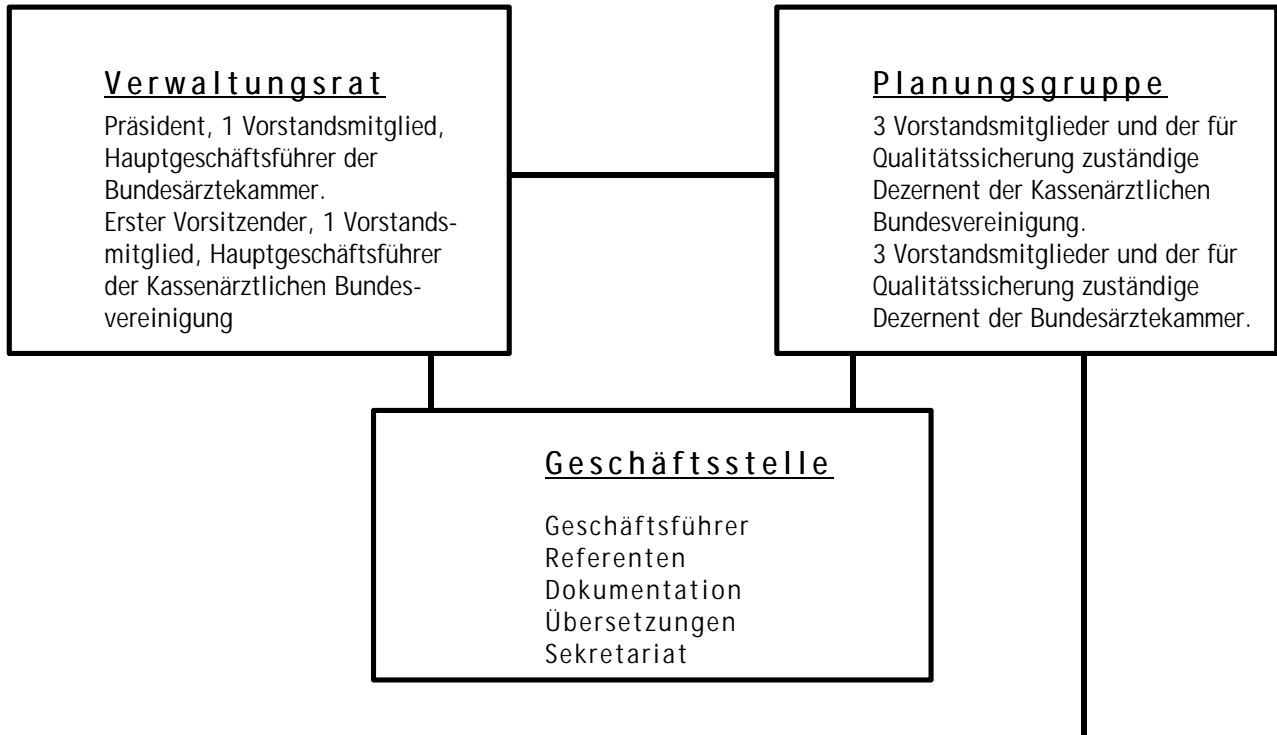 Verwaltungsrat
Präsident, 1 Vorstandsmitglied,
Hauptgeschäftsführer der
Bundesärztekammer.
Erster Vorsitzender, 1 Vorstands-
mitglied, Hauptgeschäftsführer
der Kassenärztlichen Bundes-
vereinigung
Planungsgruppe
3 Vorstandsmitglieder und der für
Qualitätssicherung zuständige
Dezernent der Kassenärztlichen
Bundesvereinigung.
3 Vorstandsmitglieder und der für
Qualitätssicherung zuständige
Dezernent der Bundesärztekammer.
Geschäftsstelle
Geschäftsführer
Referenten
Dokumentation
Übersetzungen
Sekretariat